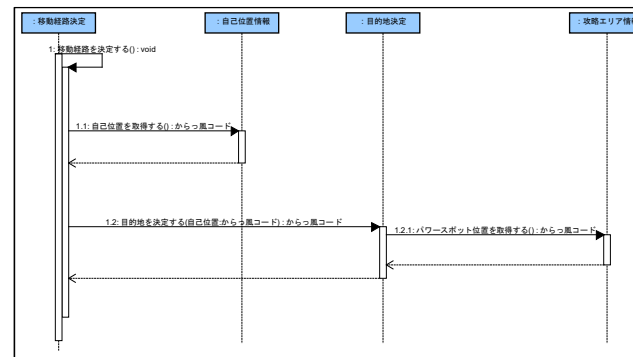 : 移動経路決定
: 自己位置情報
: 目的地決定
: 攻略エリア情報
1: 移動経路を決定する() : void
1.1: 自己位置を取得する() : からっ風コード
1.2: 目的地を決定する(自己位置:からっ風コード) : からっ風コード
1.2.1: パワースポット位置を取得する() : からっ風コード